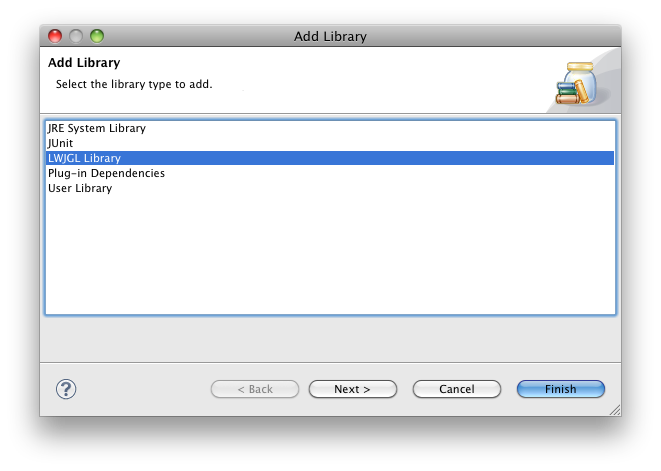 Add Library
Add Library
Select the library type to add.
JRE System Library
JUnit
LWJGL Library
Plug-in Dependencies
User Library
?
< Back
Next >
Cancel
Finish